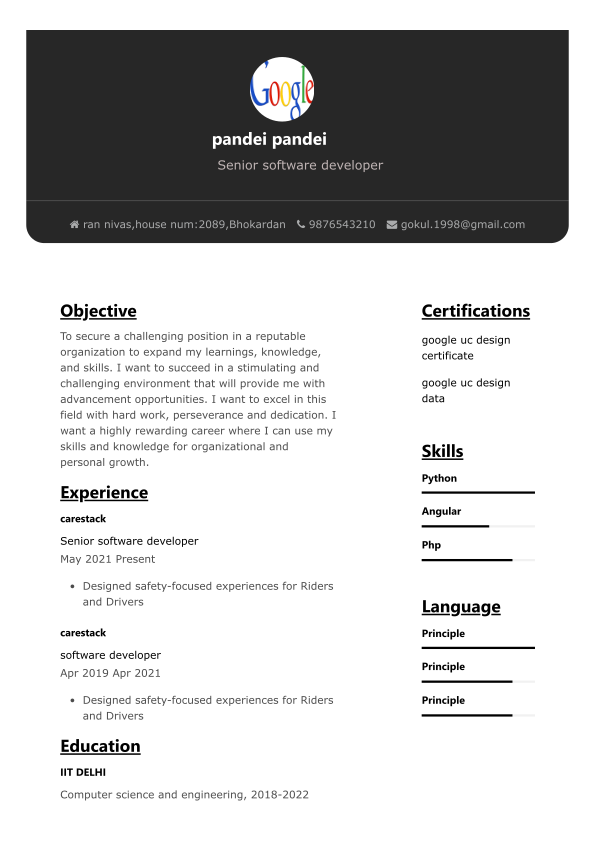 Google
pandei pandei
Senior software developer
ran nivas,house num:2089,Bhokardan 9876543210 gokul.1998@gmail.com
Objective
To secure a challenging position in a reputable
organization to expand my learnings, knowledge,
and skills. I want to succeed in a stimulating and
challenging environment that will provide me with
advancement opportunities. I want to excel in this
field with hard work, perseverance and dedication. I
want a highly rewarding career where I can use my
skills and knowledge for organizational and
personal growth.
Experience
carestack
Senior software developer
May 2021 Present
• Designed safety-focused experiences for Riders
and Drivers
carestack
software developer
Apr 2019 Apr 2021
• Designed safety-focused experiences for Riders
and Drivers
Education
IIT DELHI
Computer science and engineering, 2018-2022
Certifications
google uc design
certificate
google uc design
data
Skills
Python
Angular
Php
Language
Principle
Principle
Principle